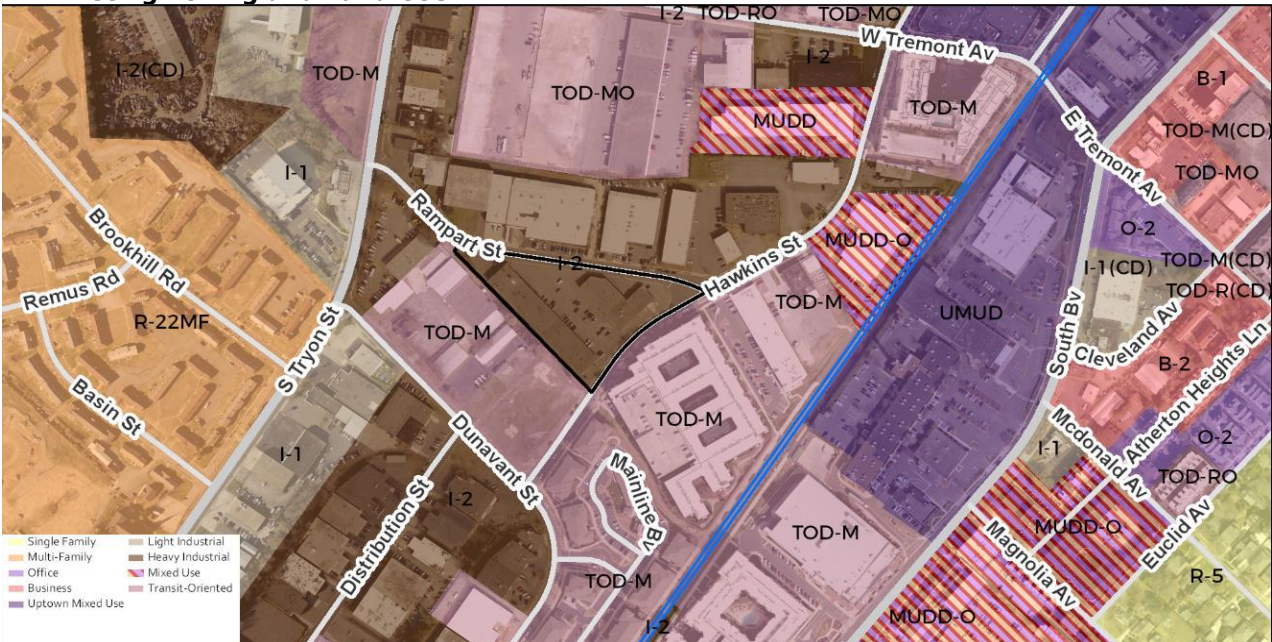 I-2 TOD-RO TOD-MO
W Tremont Av
I-2(CD)
TOD-M
I-2
B-1
TOD-MO
TOD-M
MUDD
E Tremont Av
TOD-M(CD)
I-1
TOD-MO
Rampart St
O-2
Brookhill Rd
MUDD-O
I-2
Hawkins St
TOD-M(CD)
I-1(CD)
Remus Rd
TOD-M
TOD-R(CD)
R-22MF
TOD-M
UMUD
South Bv
Cleveland Av
S Tryon St
B-2
Atherton Heights Ln
Basin St
TOD-M
Mcdonald Av
O-2
Dunavant St
I-1
I-1
TOD-RO
Mainline Bv
I-2
Distribution St
TOD-M
MUDD-O
Euclid Av
Magnolia Av
R-5
TOD-M
MUDD-O
I-2
Single Family
Light Industrial
Multi-Family
Heavy Industrial
Office
Mixed Use
Business
Transit-Oriented
Uptown Mixed Use